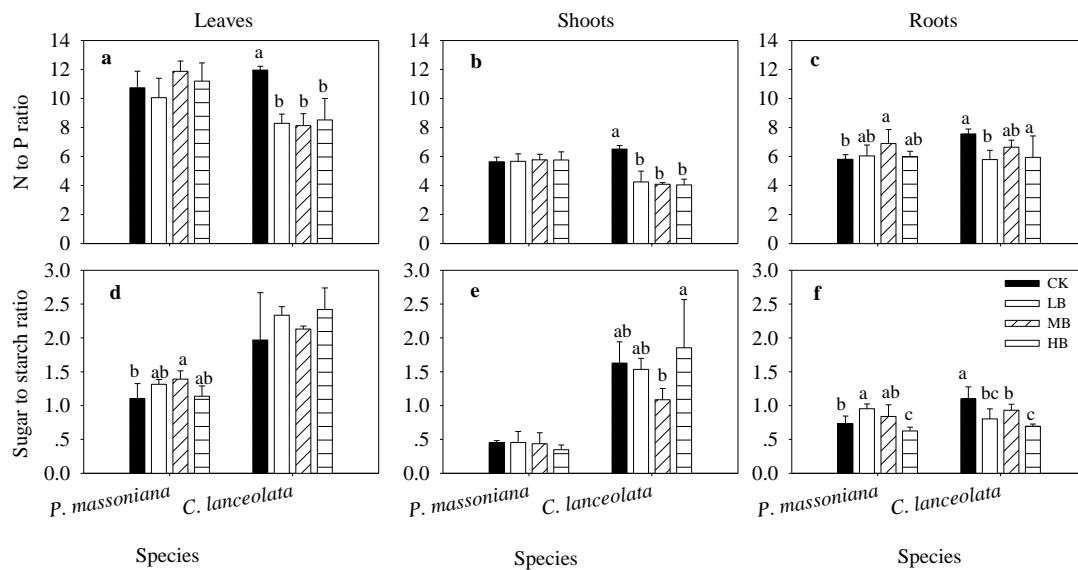 Leaves Shoots Roots
N to P ratio
14
12
10
8
6
4
2
0
a
a
b b b
14
12
10
8
6
4
2
0
b
a
b b b
14
12
10
8
6
4
2
0
c
b ab a ab
a b ab a
Sugar to starch ratio
3.0
2.5
2.0
1.5
1.0
.5
0.0
d
b ab a ab
3.0
2.5
2.0
1.5
1.0
.5
0.0
e
ab ab b a
3.0
2.5
2.0
1.5
1.0
.5
0.0
f
b a ab c
a bc b c
CK
LB
MB
HB
P. massoniana C. lanceolata
P. massoniana C. lanceolata
P. massoniana C. lanceolata
Species Species Species